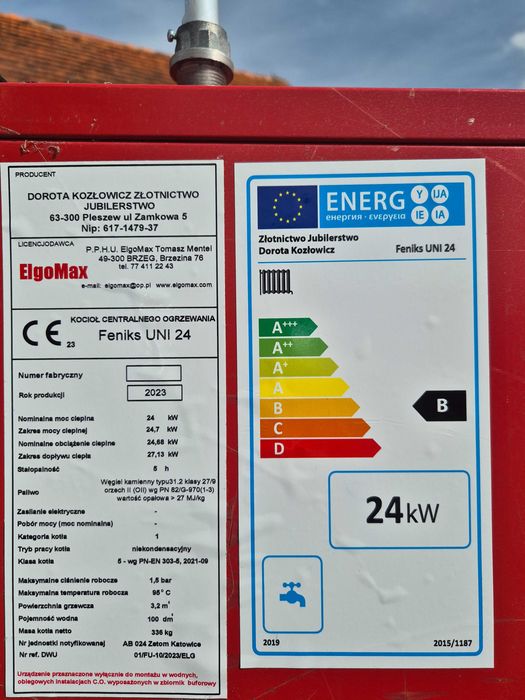 PRODUCENT
DOROTA KOZŁOWICZ ZŁOTNICTWO
JUBILERSTWO
63-300 Pleszew ul Zamkowa 5
Nip: 617-1479-37
LICENCJODAWCA
ElgoMax
P.P.H.U. ElgoMax Tomasz Mentel
49-300 BRZEG, Brzezina 76
tel. 77 411 22 43
e-mail: elgomax@op.pl www.elgomax.com
CE 23
KOCIOŁ CENTRALNEGO OGRZEWANIA
Feniks UNI 24
Numer fabryczny
Rok produkcji 2023
Nominalna moc cieplna 24 kW
Zakres mocy cieplnej 24,7 kW
Nominalne obciążenie cieplne 24,68 kW
Zakres dopływu ciepła 27,13 kW
Stałopalność 5 h
Paliwo Węgiel kamienny typu31.2 klasy 27/9
orzech II (OII) wg PN 82/G-970(1-3)
wartość opałowa > 27 MJ/kg
Zasilanie elektryczne -
Pobór mocy (moc nominalna) -
Kategoria kotła 1
Tryb pracy kotła niekondensacyjny
Klasa kotła 5 - wg PN-EN 303-5, 2021-09
Maksymalne ciśnienie robocze 1,5 bar
Maksymalna temperatura robocza 95° C
Powierzchnia grzewcza 3,2 m²
Pojemność wodna 100 dm³
Masa kotła netto 336 kg
Nr jednostki notyfikowanej AB 024 Zetom Katowice
Nr ref. DWU 01/FU-10/2023/ELG
Urządzenie przeznaczone wyłącznie do montażu w wodnych,
obiegowych instalacjach C.O. wyposażonych w zbiornik buforowy
ENERG Y IJA
енергия · ενεργεια IE IA
Złotnictwo Jubilerstwo
Dorota Kozłowicz Feniks UNI 24
A+++
A++
A+
A
B
C
D
B
24 kW
2019 2015/1187